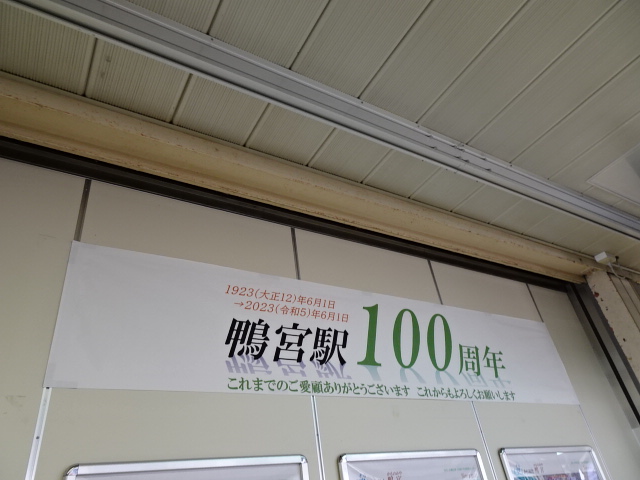 1923(大正12)年6月1日
→2023(令和5)年6月1日
鴨宮駅100周年
これまでのご愛顧ありがとうございます これからもよろしくお願いします